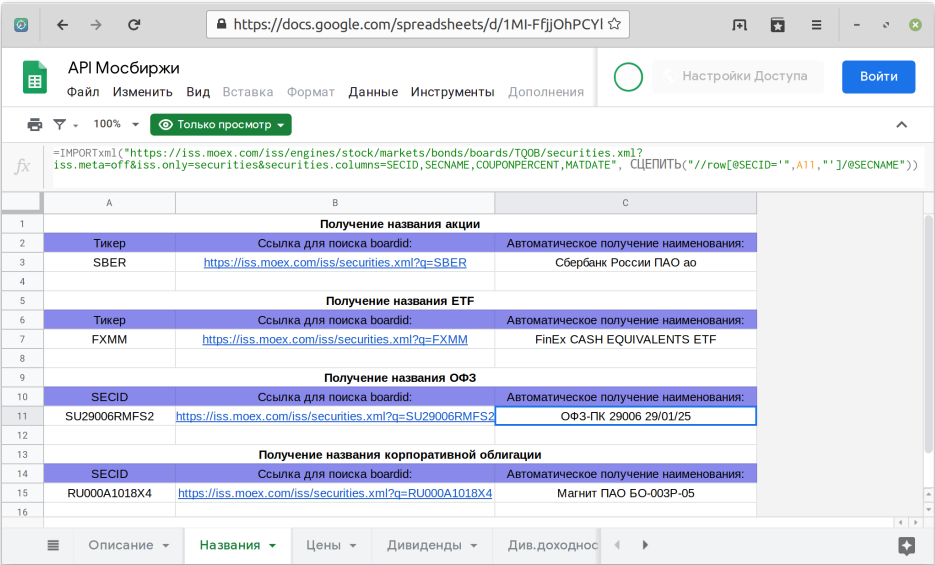 https://docs.google.com/spreadsheets/d/1MI-FfjjOhPCYl
API Мосбиржи
Файл Изменить Вид Вставка Формат Данные Инструменты Дополнения
Настройки Доступа
Войти
100%
Только просмотр
fx
=IMPORTxml("https://iss.moex.com/iss/engines/stock/markets/bonds/boards/TQOB/securities.xml?
iss.meta=off&iss.only=securities&securities.columns=SECID,SECNAME,COUPONPERCENT,MATDATE", СЦЕПИТЬ("//row[@SECID='",A11,"']/@SECNAME"))
A B C
1 Получение названия акции
2 Тикер Ссылка для поиска boardid: Автоматическое получение наименования:
3 SBER https://iss.moex.com/iss/securities.xml?q=SBER Сбербанк России ПАО ао
4
5 Получение названия ETF
6 Тикер Ссылка для поиска boardid: Автоматическое получение наименования:
7 FXMM https://iss.moex.com/iss/securities.xml?q=FXMM FinEx CASH EQUIVALENTS ETF
8
9 Получение названия ОФЗ
10 SECID Ссылка для поиска boardid: Автоматическое получение наименования:
11 SU29006RMFS2 https://iss.moex.com/iss/securities.xml?q=SU29006RMFS2 ОФЗ-ПК 29006 29/01/25
12
13 Получение названия корпоративной облигации
14 SECID Ссылка для поиска boardid: Автоматическое получение наименования:
15 RU000A1018X4 https://iss.moex.com/iss/securities.xml?q=RU000A1018X4 Магнит ПАО БО-003Р-05
16
Описание Названия Цены Дивиденды Див.доходнос